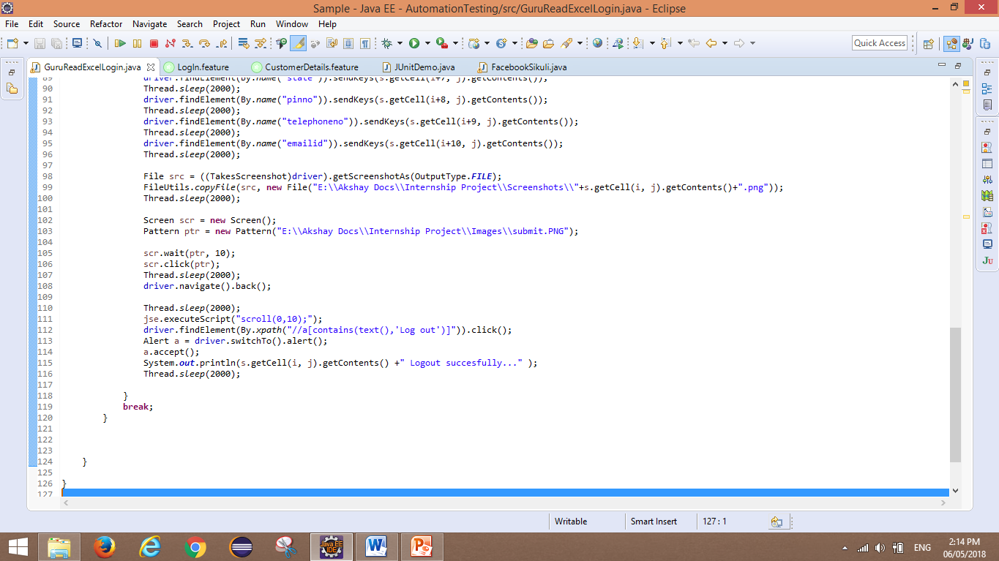 Sample - Java EE - AutomationTesting/src/GuruReadExcelLogin.java - Eclipse
File Edit Source Refactor Navigate Search Project Run Window Help
Quick Access
GuruReadExcelLogin.java LogIn.feature CustomerDetails.feature JUnitDemo.java FacebookSikuli.java
89 driver.findElement(By.name("state")).sendKeys(s.getCell(i+7, j).getContents());
90 Thread.sleep(2000);
91 driver.findElement(By.name("pinno")).sendKeys(s.getCell(i+8, j).getContents());
92 Thread.sleep(2000);
93 driver.findElement(By.name("telephoneno")).sendKeys(s.getCell(i+9, j).getContents());
94 Thread.sleep(2000);
95 driver.findElement(By.name("emailid")).sendKeys(s.getCell(i+10, j).getContents());
96 Thread.sleep(2000);
97
98 File src = ((TakesScreenshot)driver).getScreenshotAs(OutputType.FILE);
99 FileUtils.copyFile(src, new File("E:\\Akshay Docs\\Internship Project\\Screenshots\\"+s.getCell(i, j).getContents()+".png"));
100 Thread.sleep(2000);
101
102 Screen scr = new Screen();
103 Pattern ptr = new Pattern("E:\\Akshay Docs\\Internship Project\\Images\\submit.PNG");
104
105 scr.wait(ptr, 10);
106 scr.click(ptr);
107 Thread.sleep(2000);
108 driver.navigate().back();
109
110 Thread.sleep(2000);
111 jse.executeScript("scroll(0,10);");
112 driver.findElement(By.xpath("//a[contains(text(),'Log out')]")).click();
113 Alert a = driver.switchTo().alert();
114 a.accept();
115 System.out.println(s.getCell(i, j).getContents() +" Logout succesfully..." );
116 Thread.sleep(2000);
117
118 }
119 break;
120 }
121
122
123
124 }
125
126 }
127
Writable Smart Insert 127 : 1
Java EE IDE
ENG
2:14 PM
06/05/2018